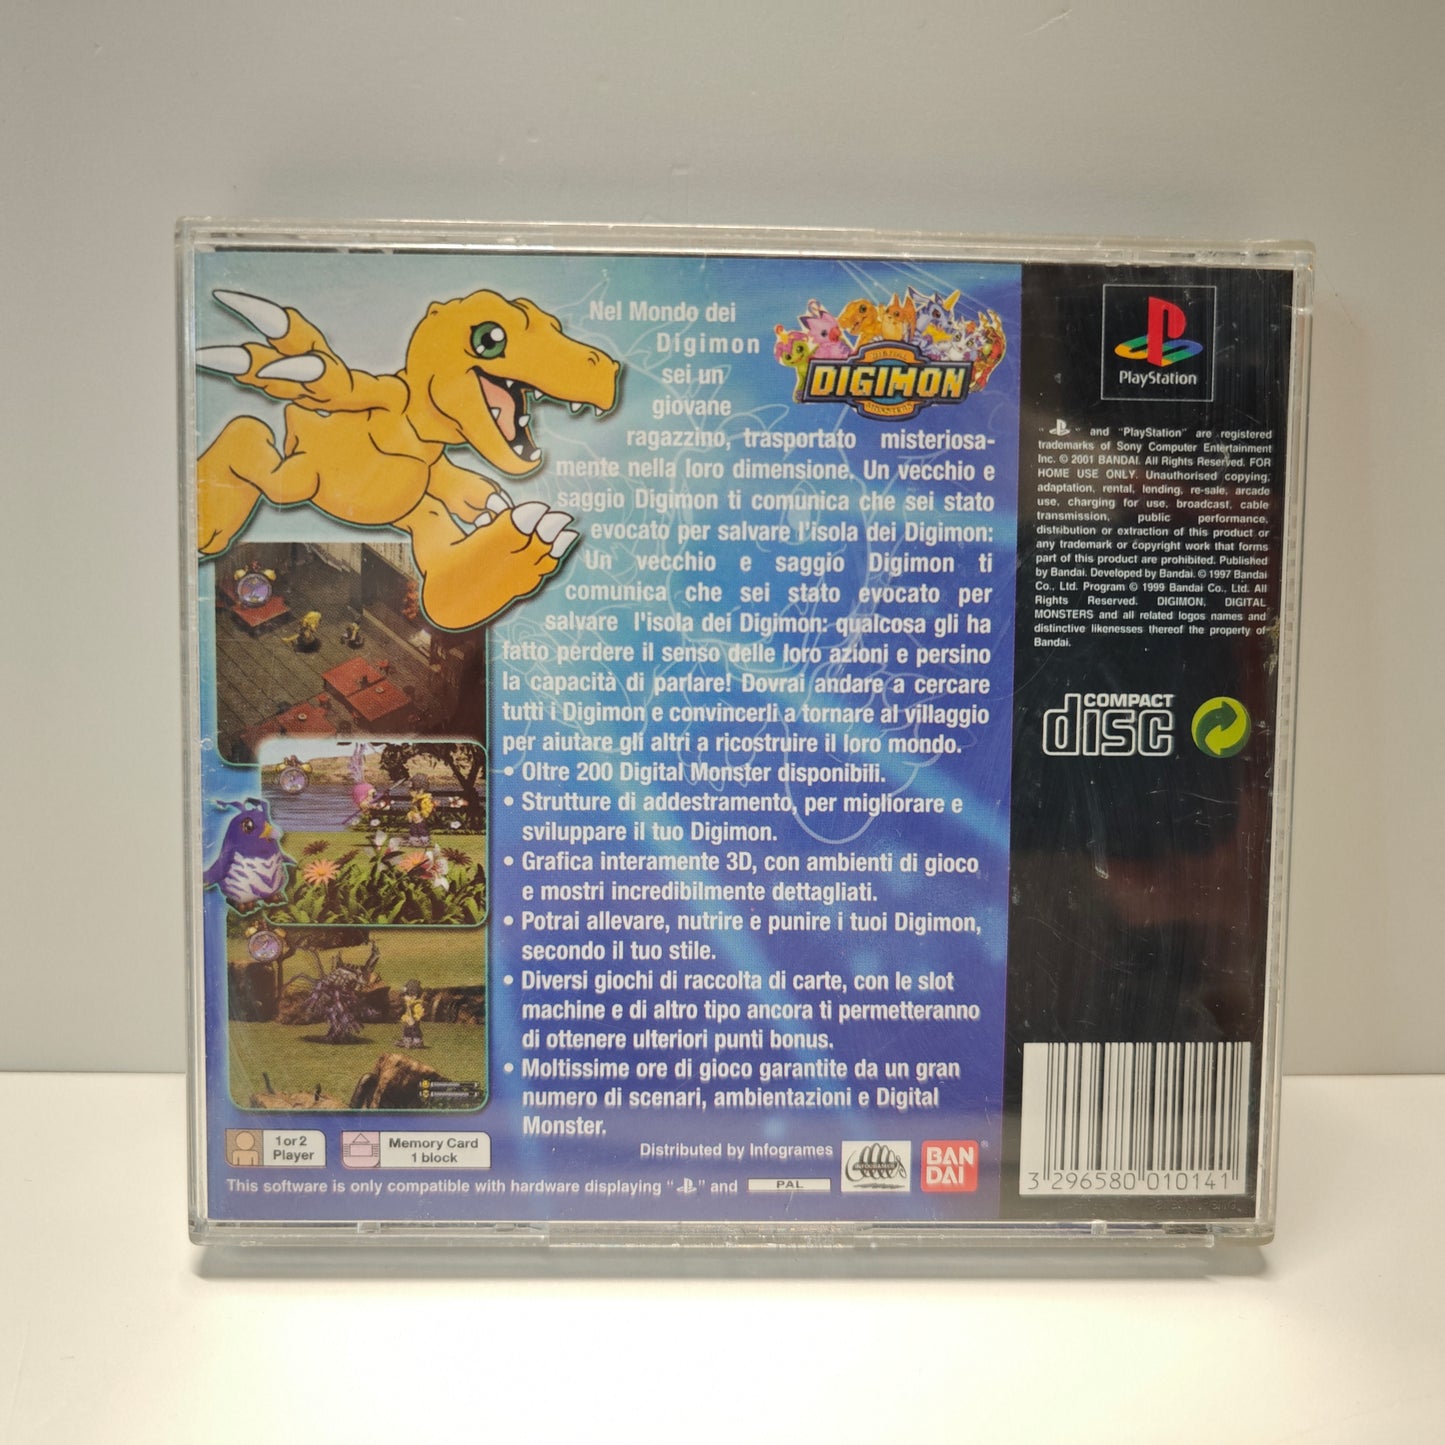 Nel Mondo dei
Digimon
sei un
giovane
ragazzino, trasportato misteriosa-
mente nella loro dimensione. Un vecchio e
saggio Digimon ti comunica che sei stato
evocato per salvare l'isola dei Digimon:
Un vecchio e saggio Digimon ti
comunica che sei stato evocato per
salvare l'isola dei Digimon: qualcosa gli ha
fatto perdere il senso delle loro azioni e persino
la capacità di parlare! Dovrai andare a cercare
tutti i Digimon e convincerli a tornare al villaggio
per aiutare gli altri a ricostruire il loro mondo.
• Oltre 200 Digital Monster disponibili.
• Strutture di addestramento, per migliorare e
sviluppare il tuo Digimon.
• Grafica interamente 3D, con ambienti di gioco
e mostri incredibilmente dettagliati.
• Potrai allevare, nutrire e punire i tuoi Digimon,
secondo il tuo stile.
• Diversi giochi di raccolta di carte, con le slot
machine e di altro tipo ancora ti permetteranno
di ottenere ulteriori punti bonus.
• Moltissime ore di gioco garantite da un gran
numero di scenari, ambientazioni e Digital
Monster.
DIGITAL
DIGIMON
MONSTERS
1 or 2
Player
Memory Card
1 block
Distributed by Infogrames
INFOGRAMES
BAN
DAI
®
This software is only compatible with hardware displaying " " and PAL
PlayStation
" " and "PlayStation" are registered
trademarks of Sony Computer Entertainment
Inc. © 2001 BANDAI. All Rights Reserved. FOR
HOME USE ONLY. Unauthorised copying,
adaptation, rental, lending, re-sale, arcade
use, charging for use, broadcast, cable
transmission, public performance,
distribution or extraction of this product or
any trademark or copyright work that forms
part of this product are prohibited. Published
by Bandai. Developed by Bandai. © 1997 Bandai
Co., Ltd. Program © 1999 Bandai Co., Ltd. All
Rights Reserved. DIGIMON, DIGITAL
MONSTERS and all related logos names and
distinctive likenesses thereof the property of
Bandai.
COMPACT
disc
3 296580 010141